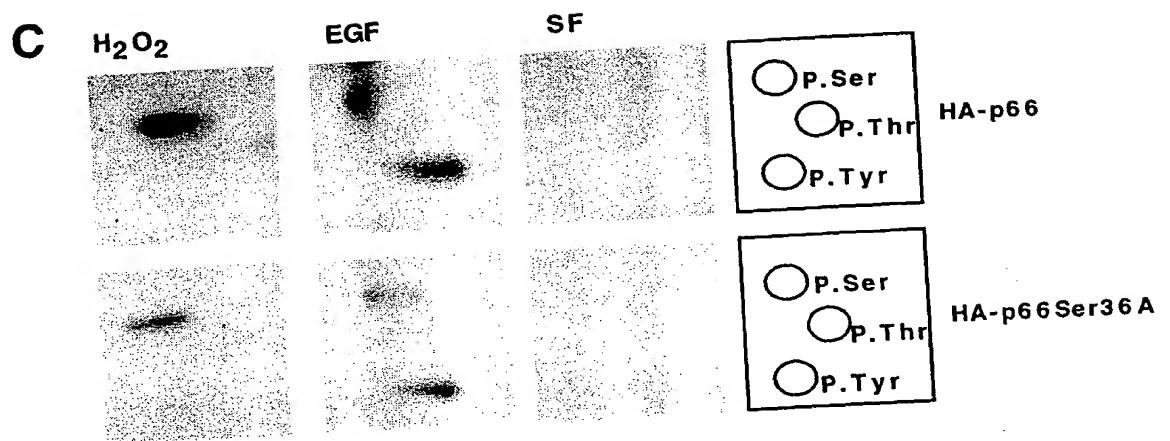 C
H2O2
EGF
SF
P.Ser
P.Thr
P.Tyr
HA-p66
P.Ser
P.Thr
P.Tyr
HA-p66Ser36A